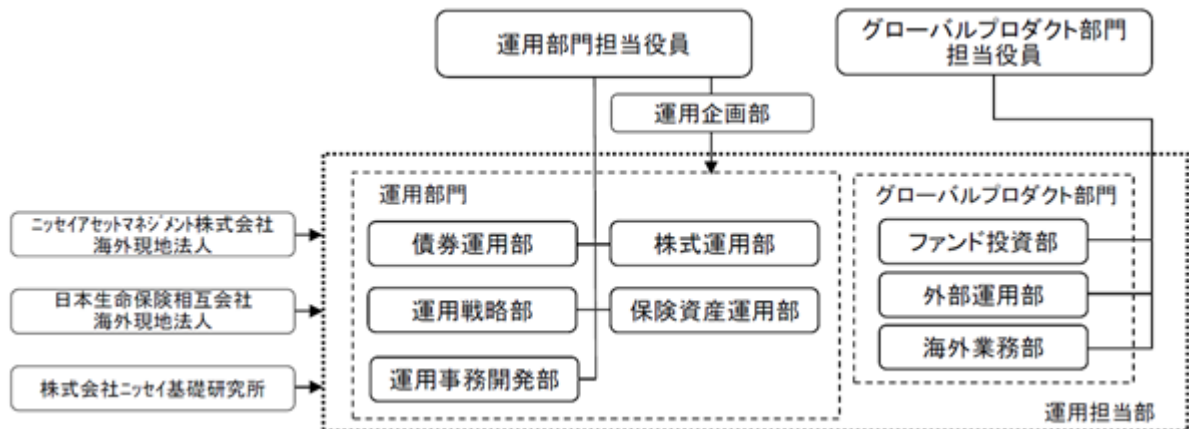 運用部門担当役員
グローバルプロダクト部門
担当役員
運用企画部
運用部門
グローバルプロダクト部門
ニッセイアセットマネジメント株式会社
海外現地法人
債券運用部
株式運用部
ファンド投資部
日本生命保険相互会社
海外現地法人
運用戦略部
保険資産運用部
外部運用部
海外業務部
株式会社ニッセイ基礎研究所
運用事務開発部
運用担当部